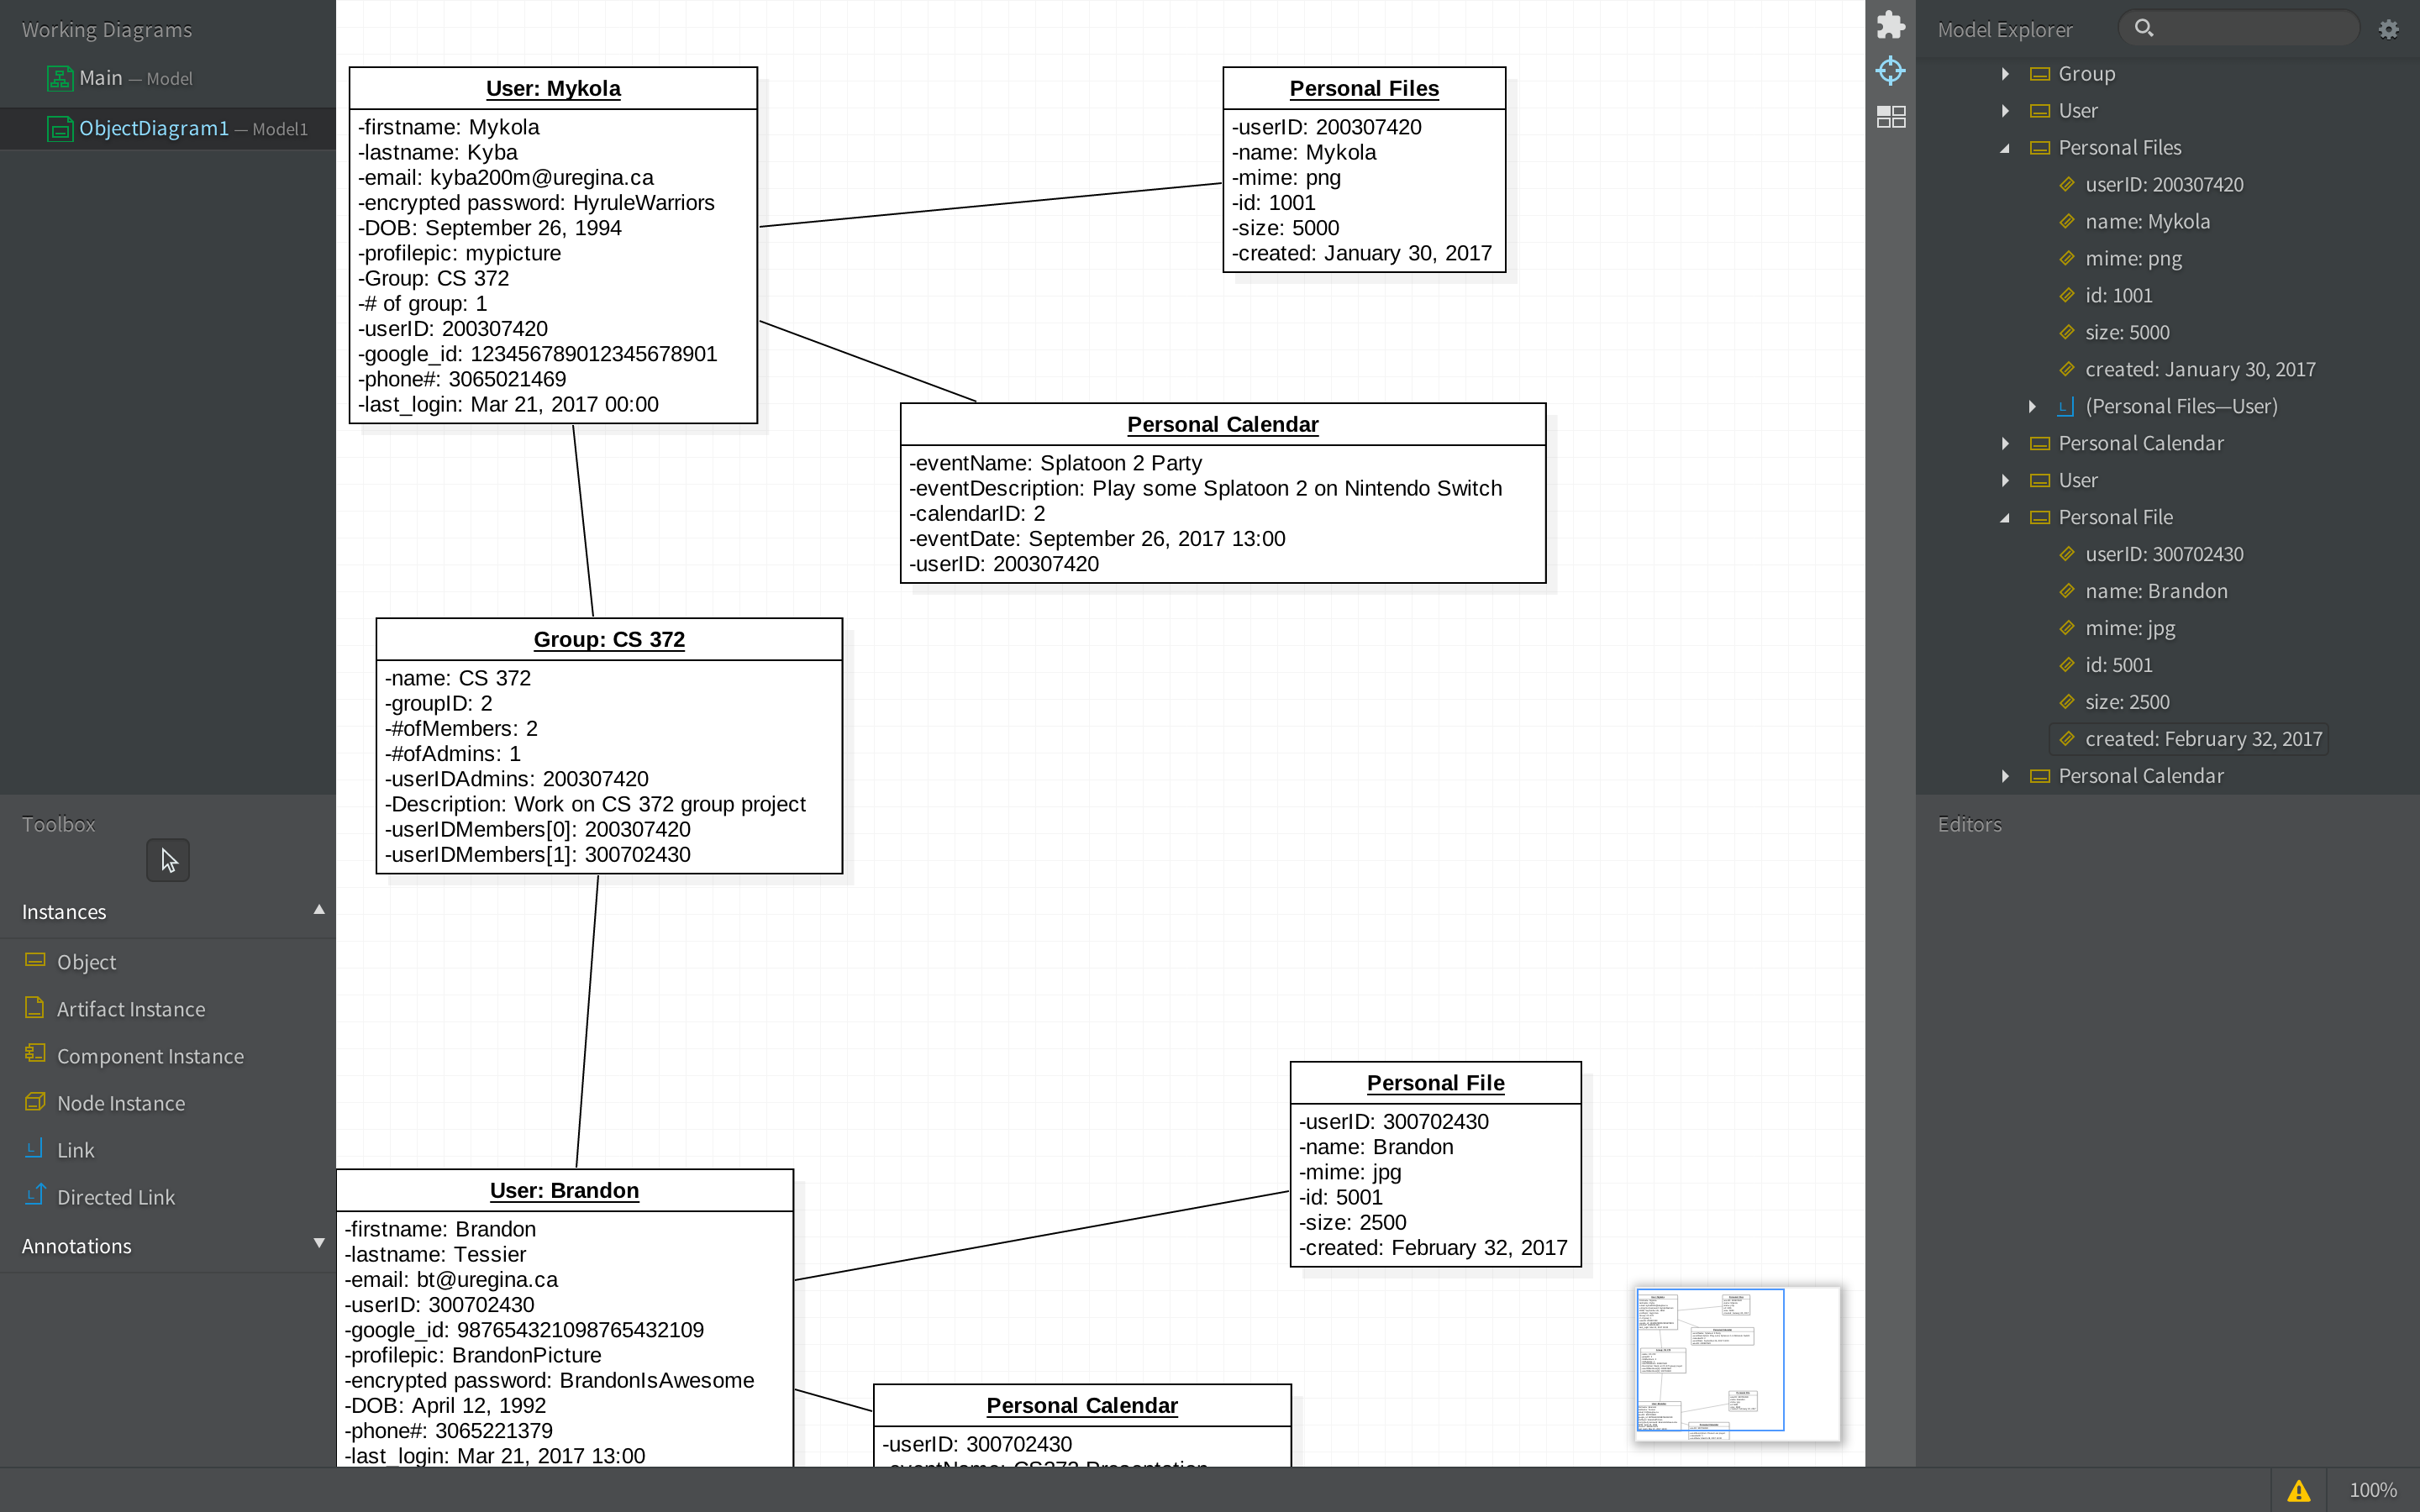 Working Diagrams
Main — Model
ObjectDiagram1 — Model1
Toolbox
Instances
Object
Artifact Instance
Component Instance
Node Instance
Link
Directed Link
Annotations
User: Mykola
-firstname: Mykola
-lastname: Kyba
-email: kyba200m@uregina.ca
-encrypted password: HyruleWarriors
-DOB: September 26, 1994
-profilepic: mypicture
-Group: CS 372
-# of group: 1
-userID: 200307420
-google_id: 123456789012345678901
-phone#: 3065021469
-last_login: Mar 21, 2017 00:00
Personal Files
-userID: 200307420
-name: Mykola
-mime: png
-id: 1001
-size: 5000
-created: January 30, 2017
Personal Calendar
-eventName: Splatoon 2 Party
-eventDescription: Play some Splatoon 2 on Nintendo Switch
-calendarID: 2
-eventDate: September 26, 2017 13:00
-userID: 200307420
Group: CS 372
-name: CS 372
-groupID: 2
-#ofMembers: 2
-#ofAdmins: 1
-userIDAdmins: 200307420
-Description: Work on CS 372 group project
-userIDMembers[0]: 200307420
-userIDMembers[1]: 300702430
Personal File
-userID: 300702430
-name: Brandon
-mime: jpg
-id: 5001
-size: 2500
-created: February 32, 2017
User: Brandon
-firstname: Brandon
-lastname: Tessier
-email: bt@uregina.ca
-userID: 300702430
-google_id: 987654321098765432109
-profilepic: BrandonPicture
-encrypted password: BrandonIsAwesome
-DOB: April 12, 1992
-phone#: 3065221379
-last_login: Mar 21, 2017 13:00
Personal Calendar
-userID: 300702430
Model Explorer
Group
User
Personal Files
userID: 200307420
name: Mykola
mime: png
id: 1001
size: 5000
created: January 30, 2017
(Personal Files—User)
Personal Calendar
User
Personal File
userID: 300702430
name: Brandon
mime: jpg
id: 5001
size: 2500
created: February 32, 2017
Personal Calendar
Editors
100%